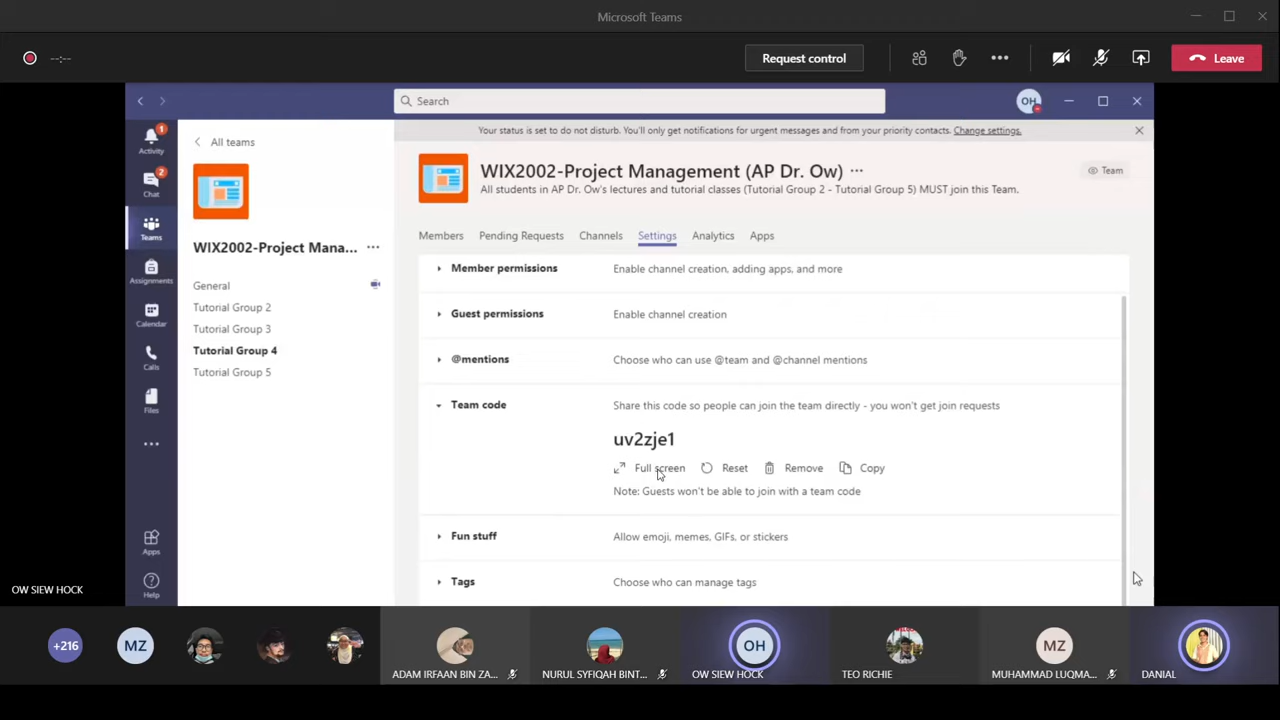 Microsoft Teams
--:--
Request control
Leave
Search
OH
Your status is set to do not disturb. You'll only get notifications for urgent messages and from your priority contacts. Change settings.
1
Activity
2
Chat
Teams
Assignments
Calendar
Calls
Files
Apps
Help
All teams
WIX2002-Project Mana...
General
Tutorial Group 2
Tutorial Group 3
Tutorial Group 4
Tutorial Group 5
WIX2002-Project Management (AP Dr. Ow)
Team
All students in AP Dr. Ow's lectures and tutorial classes (Tutorial Group 2 - Tutorial Group 5) MUST join this Team.
Members Pending Requests Channels Settings Analytics Apps
Member permissions Enable channel creation, adding apps, and more
Guest permissions Enable channel creation
@mentions Choose who can use @team and @channel mentions
Team code Share this code so people can join the team directly - you won't get join requests
uv2zje1
Full screen Reset Remove Copy
Note: Guests won't be able to join with a team code
Fun stuff Allow emoji, memes, GIFs, or stickers
Tags Choose who can manage tags
OW SIEW HOCK
+216
MZ
OH
MZ
ADAM IRFAAN BIN ZA...
NURUL SYFIQAH BINT...
OW SIEW HOCK
TEO RICHIE
MUHAMMAD LUQMA...
DANIAL